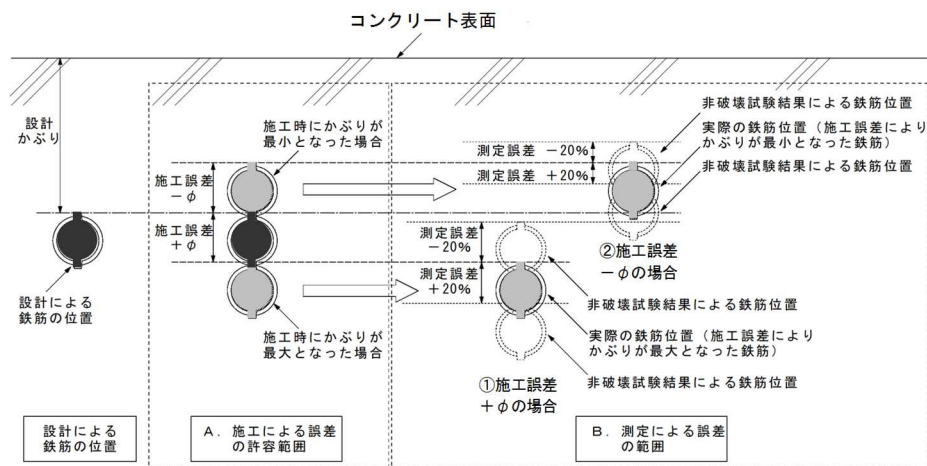 コンクリート表面
設計
かぶり
設計による
鉄筋の位置
施工時にかぶりが
最小となった場合
施工誤差
－φ
施工誤差
＋φ
施工時にかぶりが
最大となった場合
測定誤差 －20%
測定誤差 ＋20%
非破壊試験結果による鉄筋位置
実際の鉄筋位置（施工誤差により
かぶりが最小となった鉄筋）
非破壊試験結果による鉄筋位置
②施工誤差
－φの場合
測定誤差
－20%
測定誤差
＋20%
非破壊試験結果による鉄筋位置
実際の鉄筋位置（施工誤差により
かぶりが最大となった鉄筋）
非破壊試験結果による鉄筋位置
①施工誤差
＋φの場合
設計による
鉄筋の位置
A．施工による誤差
の許容範囲
B．測定による誤差
の範囲